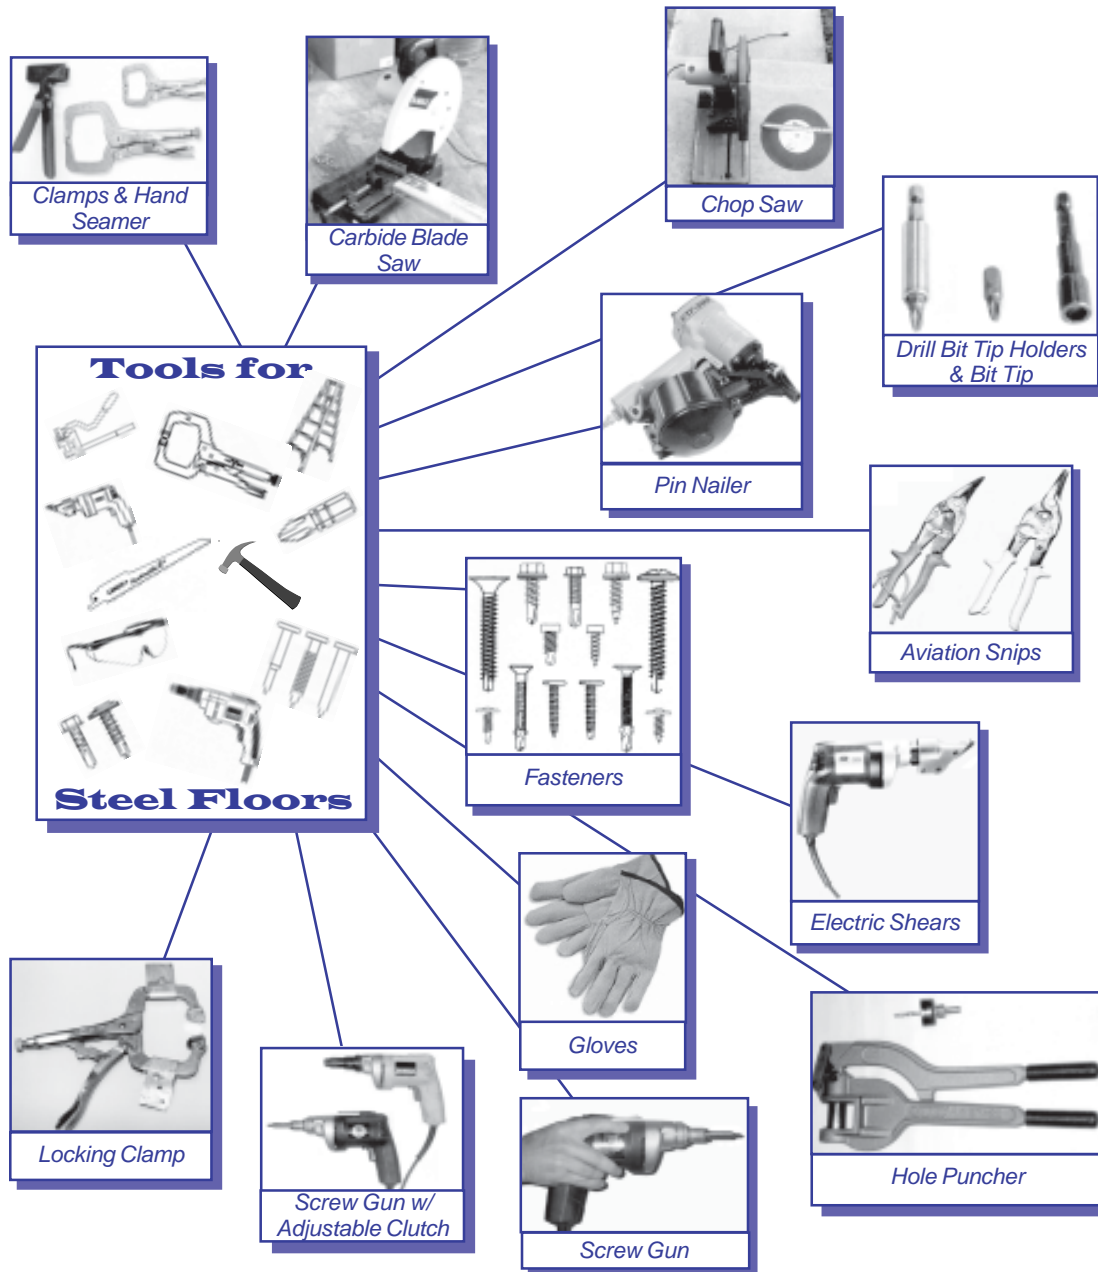 Clamps & Hand
Seamer
Carbide Blade
Saw
Chop Saw
Drill Bit Tip Holders
& Bit Tip
Tools for
Steel Floors
Pin Nailer
Aviation Snips
Fasteners
Electric Shears
Gloves
Hole Puncher
Locking Clamp
Screw Gun w/
Adjustable Clutch
Screw Gun